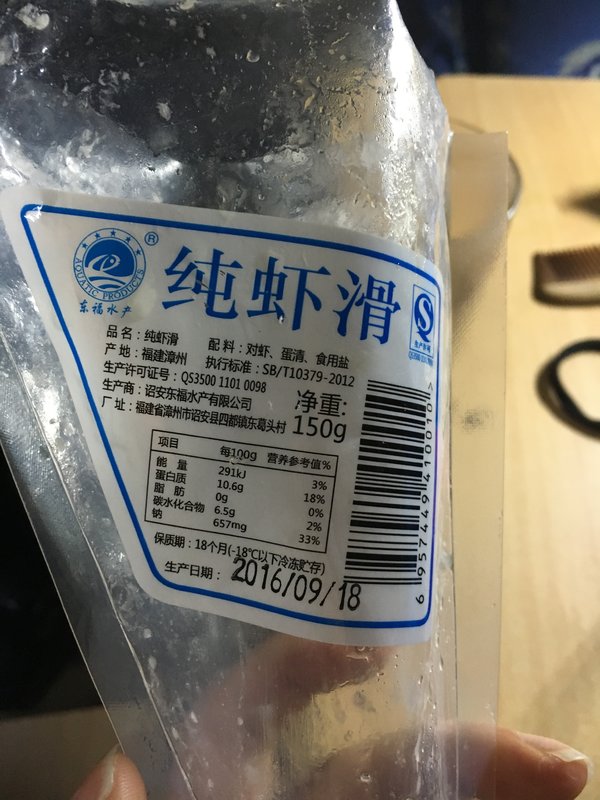 AQUATIC PRODUCTS
东福水产
®
纯虾滑
QS
生产许可
品名：纯虾滑
配料：对虾、蛋清、食用盐
产地：福建漳州
执行标准：SB/T10379-2012
生产许可证号：QS3500 1101 0098
生产商：诏安东福水产有限公司
厂址：福建省漳州市诏安县四都镇东葛头村
净重:
150g
项目 每100g 营养参考值%
能量 291kJ 3%
蛋白质 10.6g 18%
脂肪 0g 0%
碳水化合物 6.5g 2%
钠 657mg 33%
保质期：18个月(-18℃以下冷冻贮存)
生产日期：2016/09/18
6 957449 410010 >